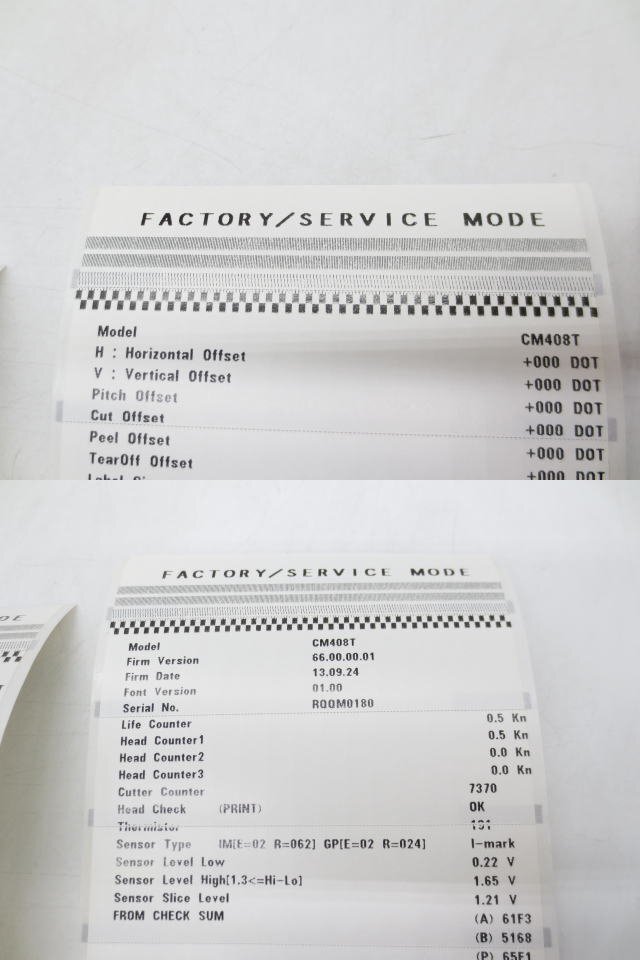 FACTORY/SERVICE MODE
Model CM408T
H : Horizontal Offset +000 DOT
V : Vertical Offset +000 DOT
Pitch Offset +000 DOT
Cut Offset +000 DOT
Peel Offset +000 DOT
TearOff Offset +000 DOT
FACTORY/SERVICE MODE
Model CM408T
Firm Version 66.00.00.01
Firm Date 13.09.24
Font Version 01.00
Serial No. RQQM0180
Life Counter 0.5 Kn
Head Counter1 0.5 Kn
Head Counter2 0.0 Kn
Head Counter3 0.0 Kn
Cutter Counter 7370
Head Check (PRINT) OK
Thermistor 191
Sensor Type IM[E=02 R=062] GP[E=02 R=024] I-mark
Sensor Level Low 0.22 V
Sensor Level High[1.3<=Hi-Lo] 1.65 V
Sensor Slice Level 1.21 V
FROM CHECK SUM (A) 61F3
(B) 5168
(P) 65F1